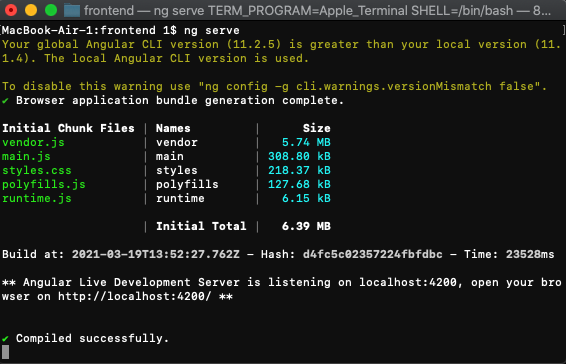 frontend — ng serve TERM_PROGRAM=Apple_Terminal SHELL=/bin/bash — 8...
[MacBook-Air-1:frontend 1$ ng serve ]
Your global Angular CLI version (11.2.5) is greater than your local version (11.
1.4). The local Angular CLI version is used.
To disable this warning use "ng config -g cli.warnings.versionMismatch false".
✔ Browser application bundle generation complete.
Initial Chunk Files | Names | Size
vendor.js | vendor | 5.74 MB
main.js | main | 308.80 kB
styles.css | styles | 218.37 kB
polyfills.js | polyfills | 127.68 kB
runtime.js | runtime | 6.15 kB
| Initial Total | 6.39 MB
Build at: 2021-03-19T13:52:27.762Z - Hash: d4fc5c02357224fbfdbc - Time: 23528ms
** Angular Live Development Server is listening on localhost:4200, open your bro
wser on http://localhost:4200/ **
✔ Compiled successfully.